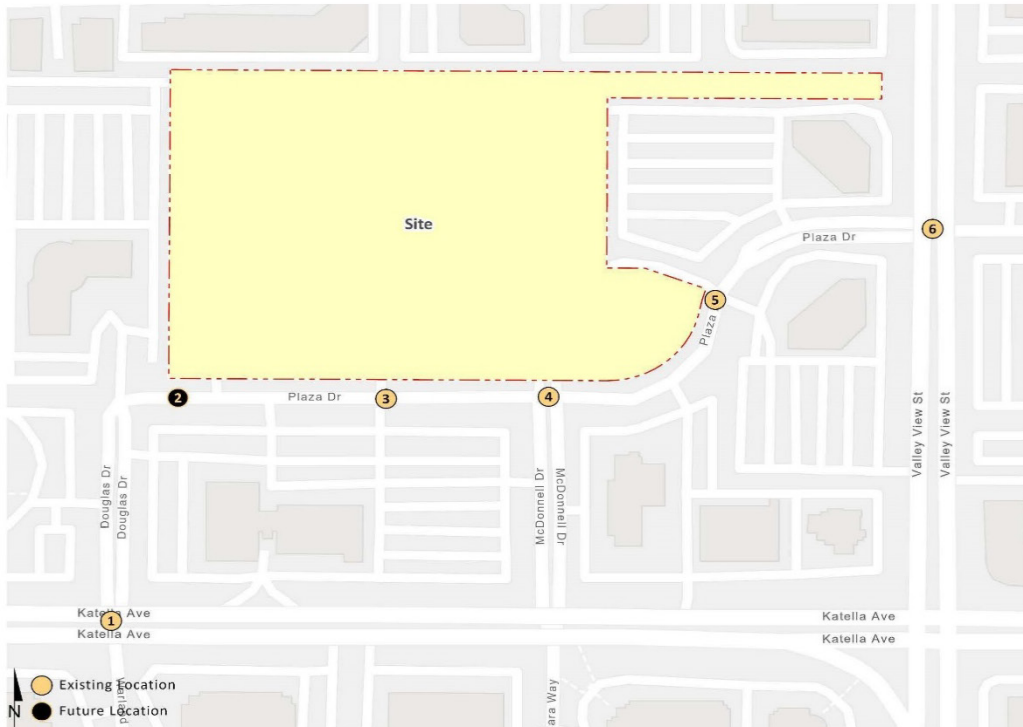 Site
6
Plaza Dr
5
Plaza
2
Plaza Dr
3
4
Valley View St
Valley View St
Douglas Dr
Douglas Dr
McDonnell Dr
McDonnell Dr
Katella Ave
Katella Ave
1
Katella Ave
Katella Ave
Existing Location
N
Future Location
ara Way